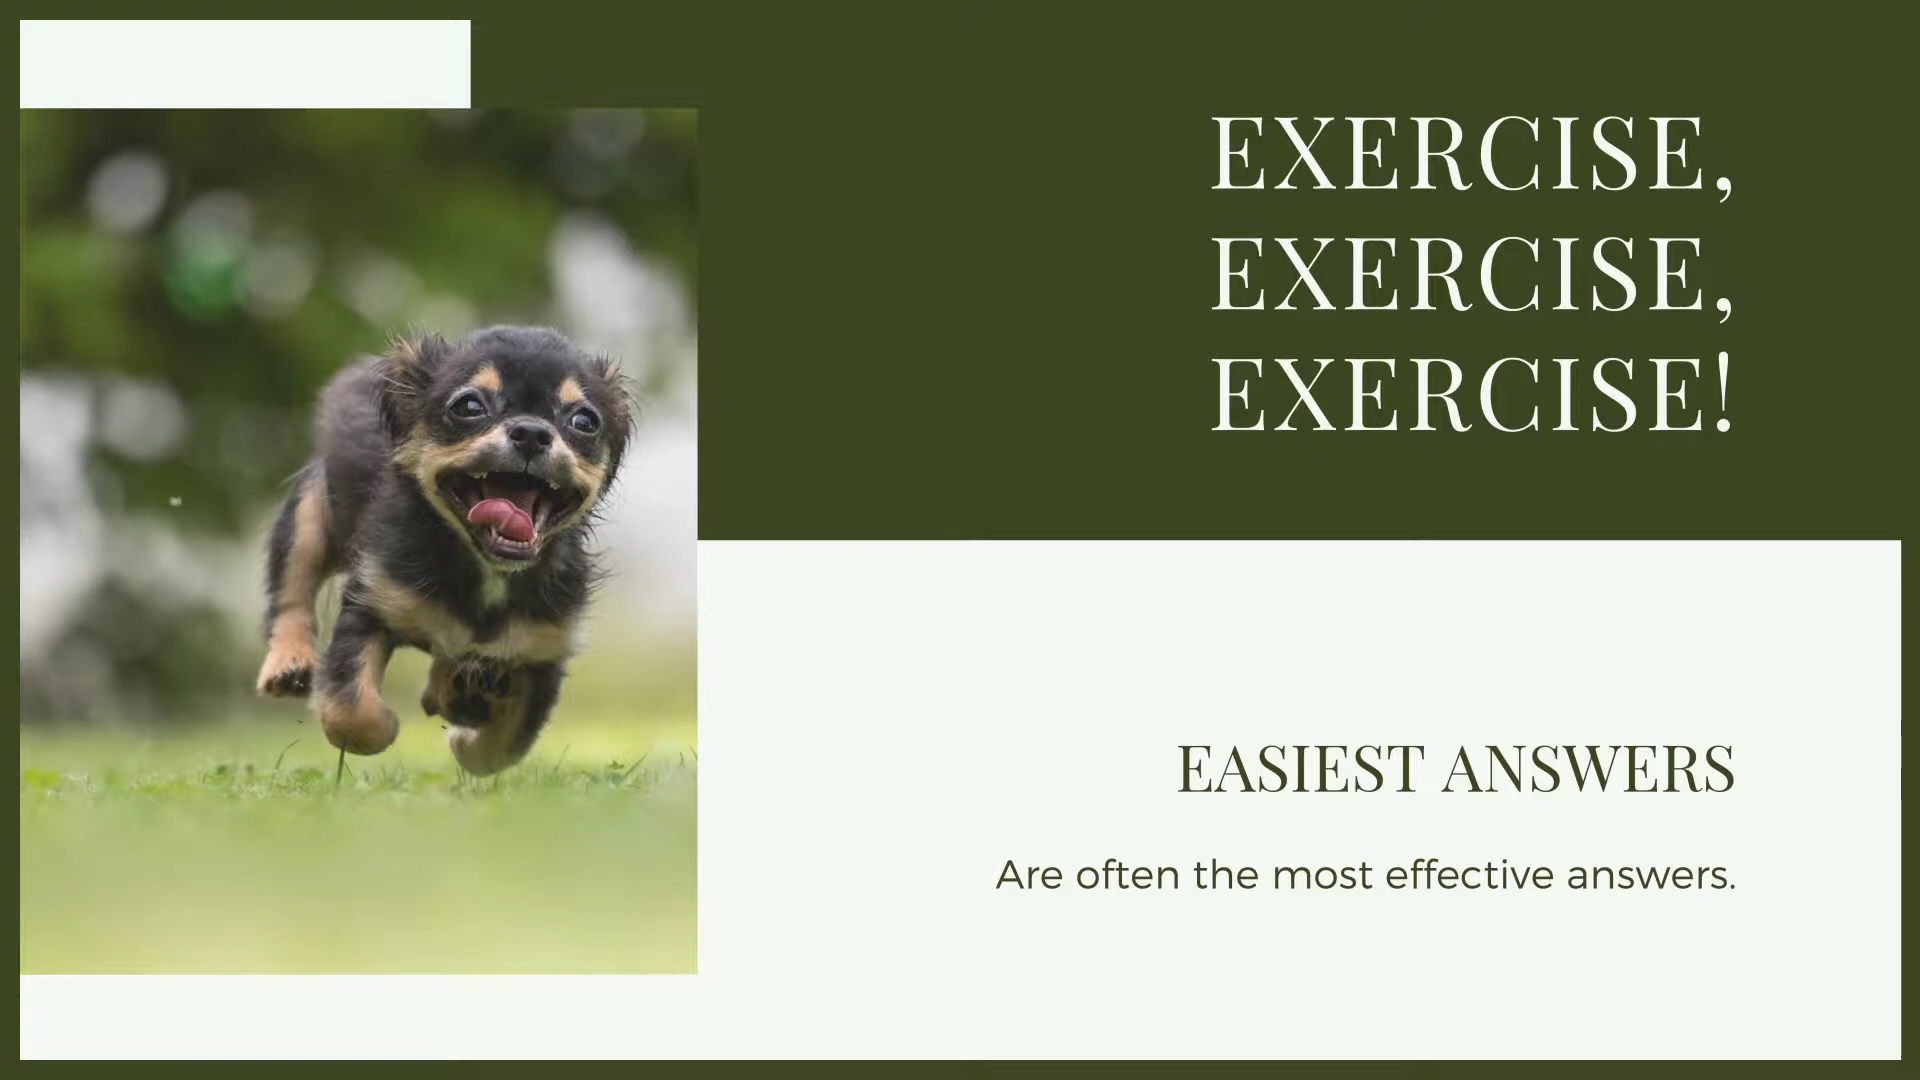 EXERCISE,
EXERCISE,
EXERCISE!
EASIEST ANSWERS
Are often the most effective answers.